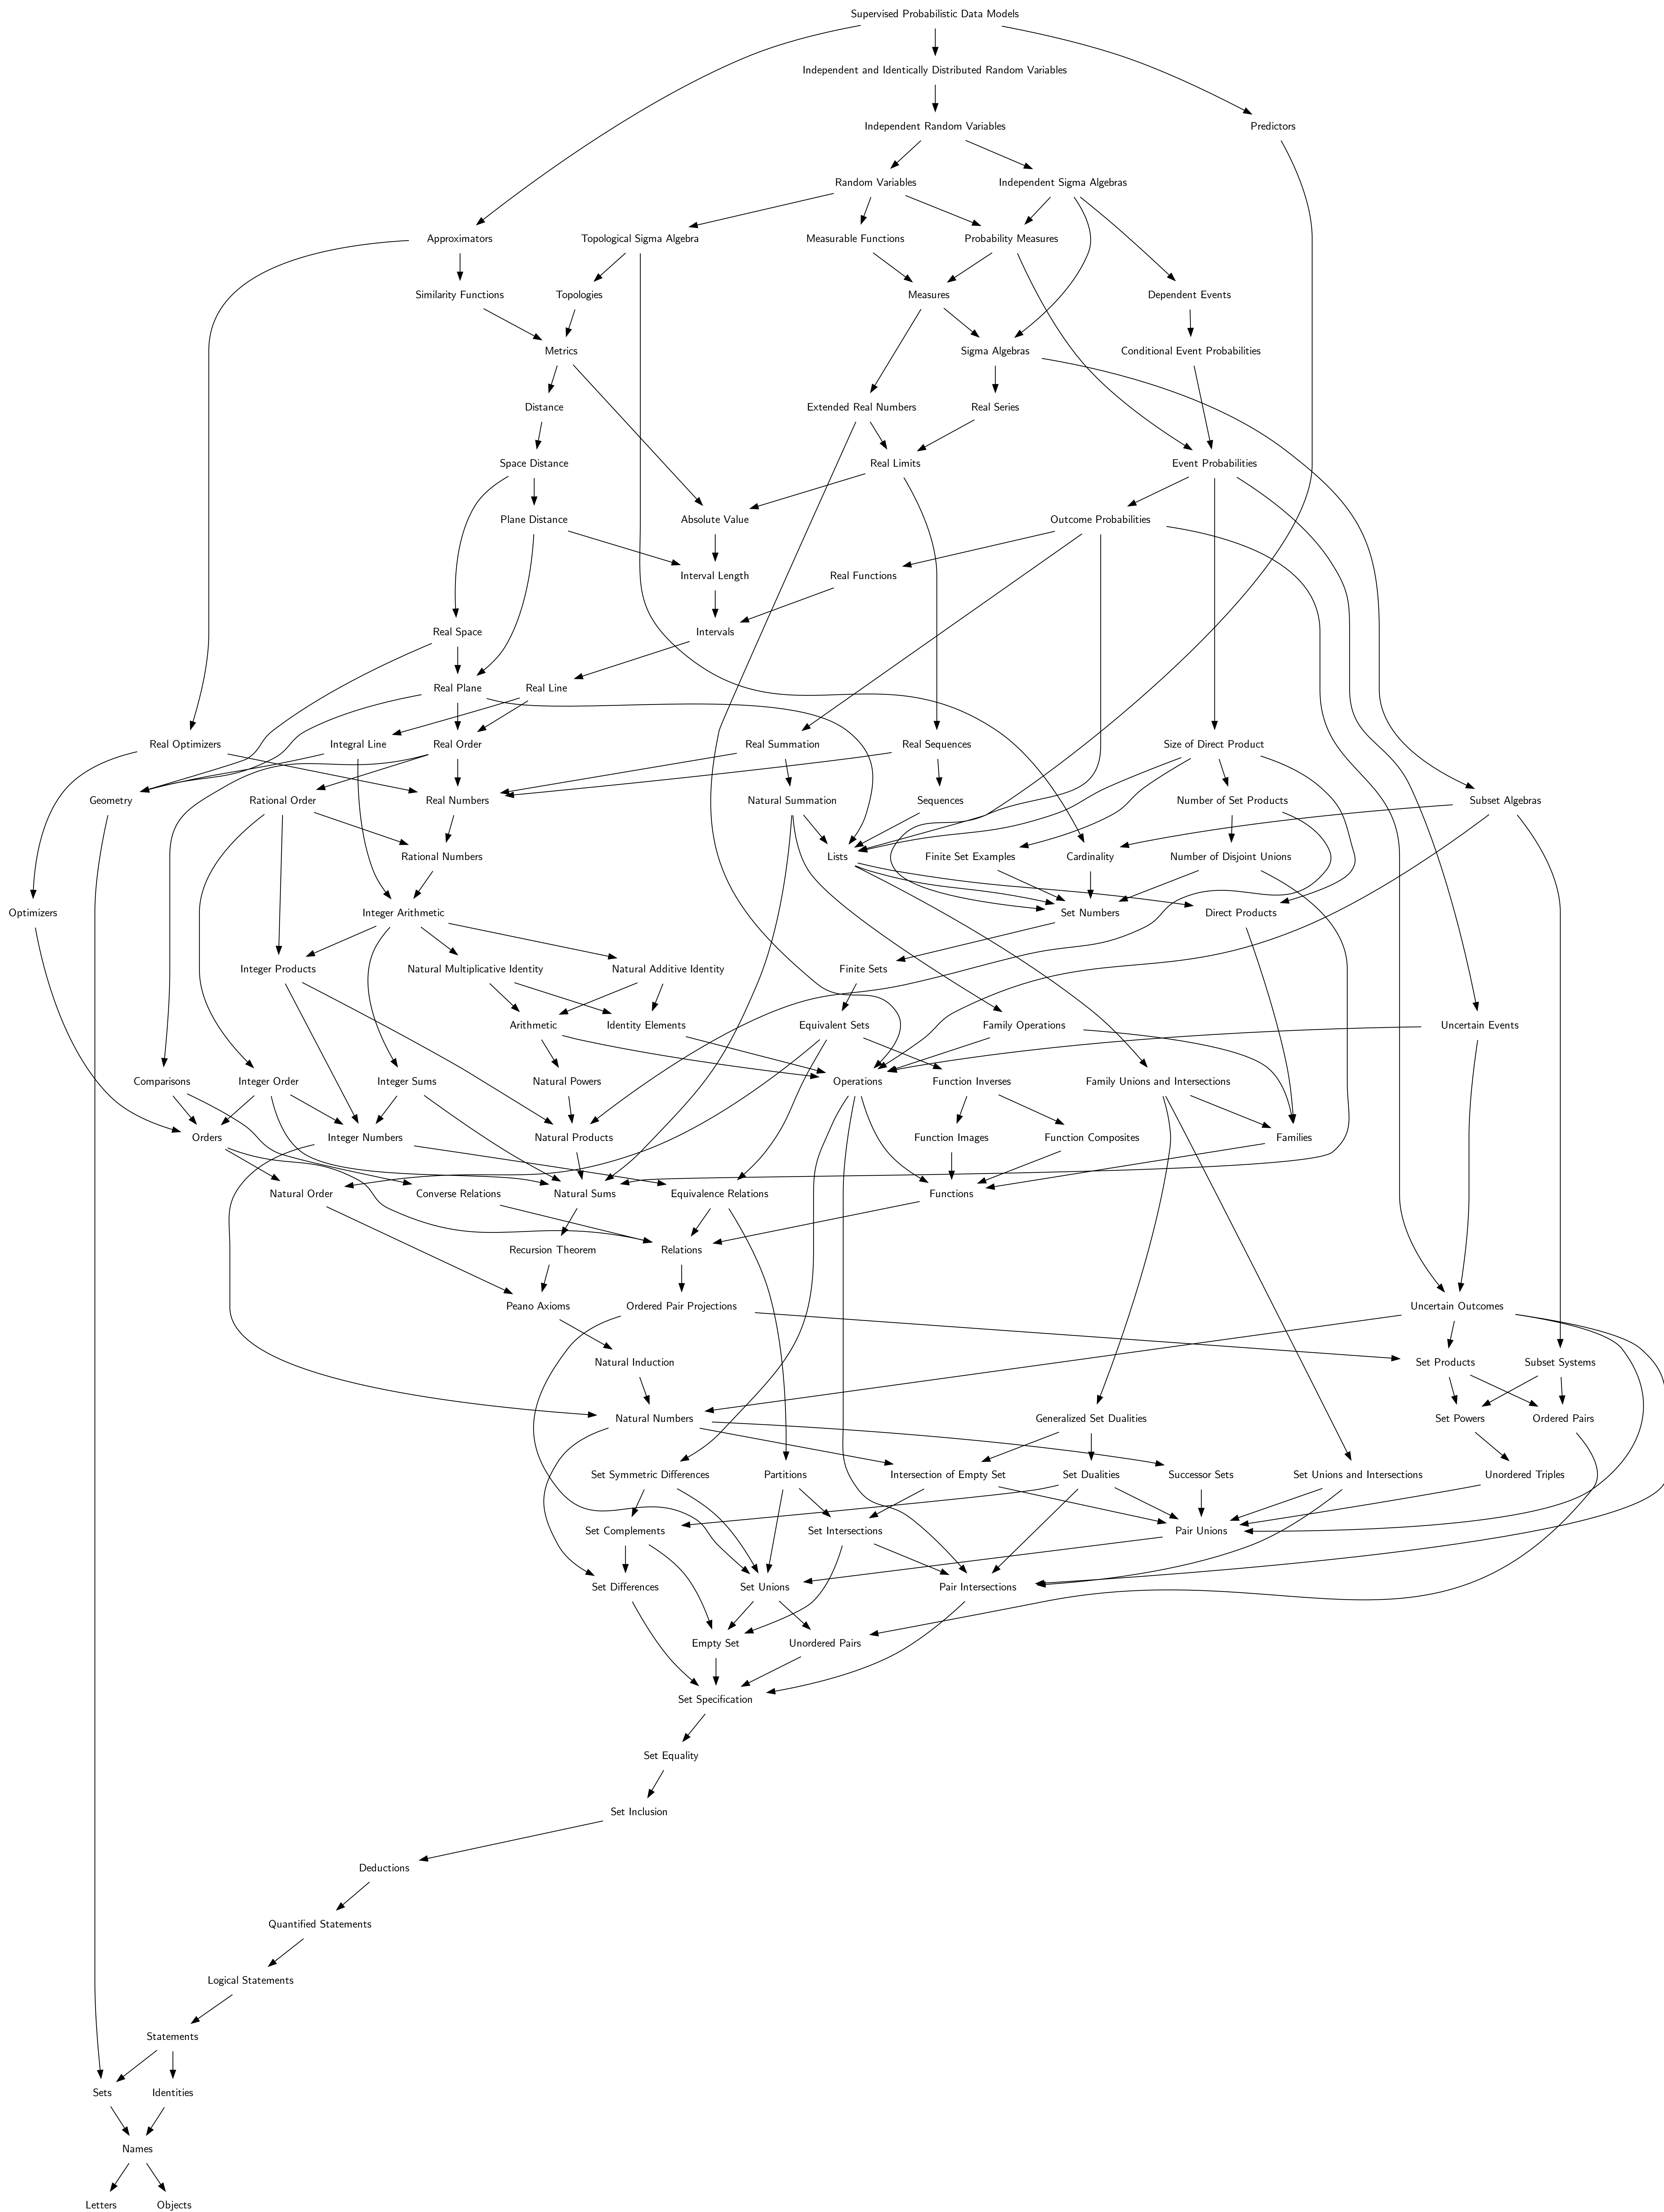 Supervised Probabilistic Data Models
Independent and Identically Distributed Random Variables
Independent Random Variables
Predictors
Random Variables
Independent Sigma Algebras
Approximators
Topological Sigma Algebra
Measurable Functions
Probability Measures
Similarity Functions
Topologies
Measures
Dependent Events
Metrics
Sigma Algebras
Conditional Event Probabilities
Distance
Extended Real Numbers
Real Series
Space Distance
Real Limits
Event Probabilities
Plane Distance
Absolute Value
Outcome Probabilities
Interval Length
Real Functions
Real Space
Intervals
Real Plane
Real Line
Real Optimizers
Integral Line
Real Order
Real Summation
Real Sequences
Size of Direct Product
Geometry
Rational Order
Real Numbers
Natural Summation
Sequences
Number of Set Products
Subset Algebras
Rational Numbers
Lists
Finite Set Examples
Cardinality
Number of Disjoint Unions
Optimizers
Integer Arithmetic
Set Numbers
Direct Products
Integer Products
Natural Multiplicative Identity
Natural Additive Identity
Finite Sets
Arithmetic
Identity Elements
Equivalent Sets
Family Operations
Uncertain Events
Comparisons
Integer Order
Integer Sums
Natural Powers
Operations
Function Inverses
Family Unions and Intersections
Orders
Integer Numbers
Natural Products
Function Images
Function Composites
Families
Natural Order
Converse Relations
Natural Sums
Equivalence Relations
Functions
Recursion Theorem
Relations
Peano Axioms
Ordered Pair Projections
Uncertain Outcomes
Natural Induction
Set Products
Subset Systems
Natural Numbers
Generalized Set Dualities
Set Powers
Ordered Pairs
Set Symmetric Differences
Partitions
Intersection of Empty Set
Set Dualities
Successor Sets
Set Unions and Intersections
Unordered Triples
Set Complements
Set Intersections
Pair Unions
Set Differences
Set Unions
Pair Intersections
Empty Set
Unordered Pairs
Set Specification
Set Equality
Set Inclusion
Deductions
Quantified Statements
Logical Statements
Statements
Sets
Identities
Names
Letters
Objects